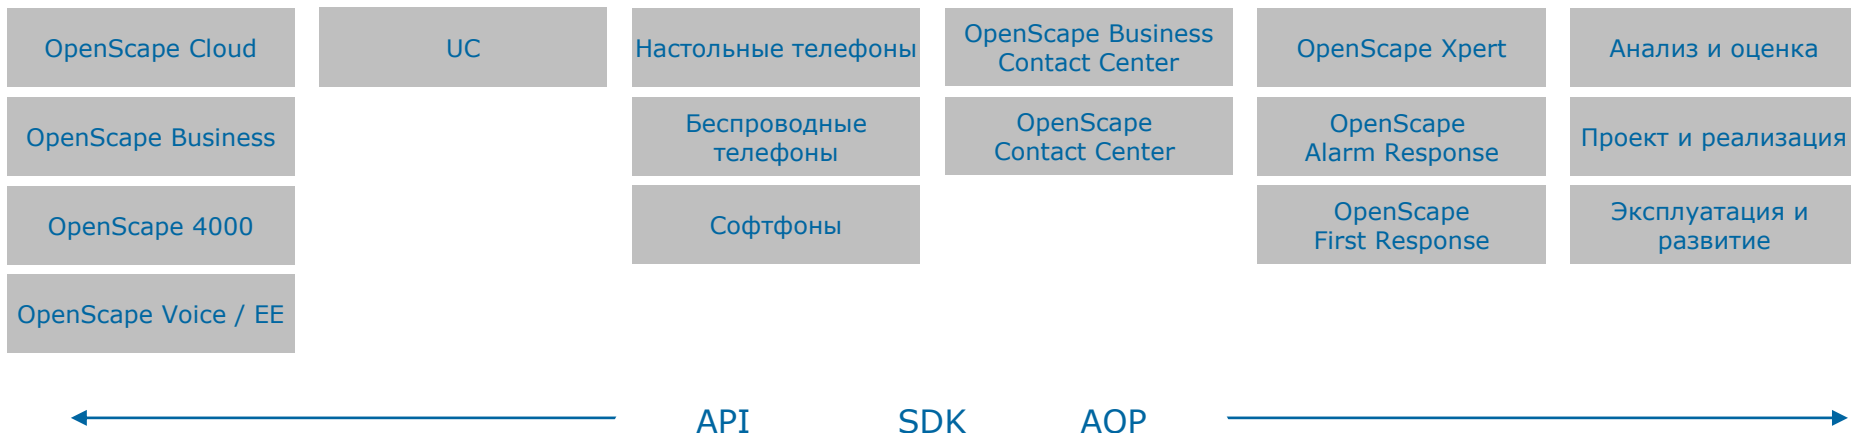 OpenScape Cloud
OpenScape Business
OpenScape 4000
OpenScape Voice / EE
UC
Настольные телефоны
Беспроводные
телефоны
Софтфоны
OpenScape Business
Contact Center
OpenScape
Contact Center
OpenScape Xpert
OpenScape
Alarm Response
OpenScape
First Response
Анализ и оценка
Проект и реализация
Эксплуатация и
развитие
API SDK AOP